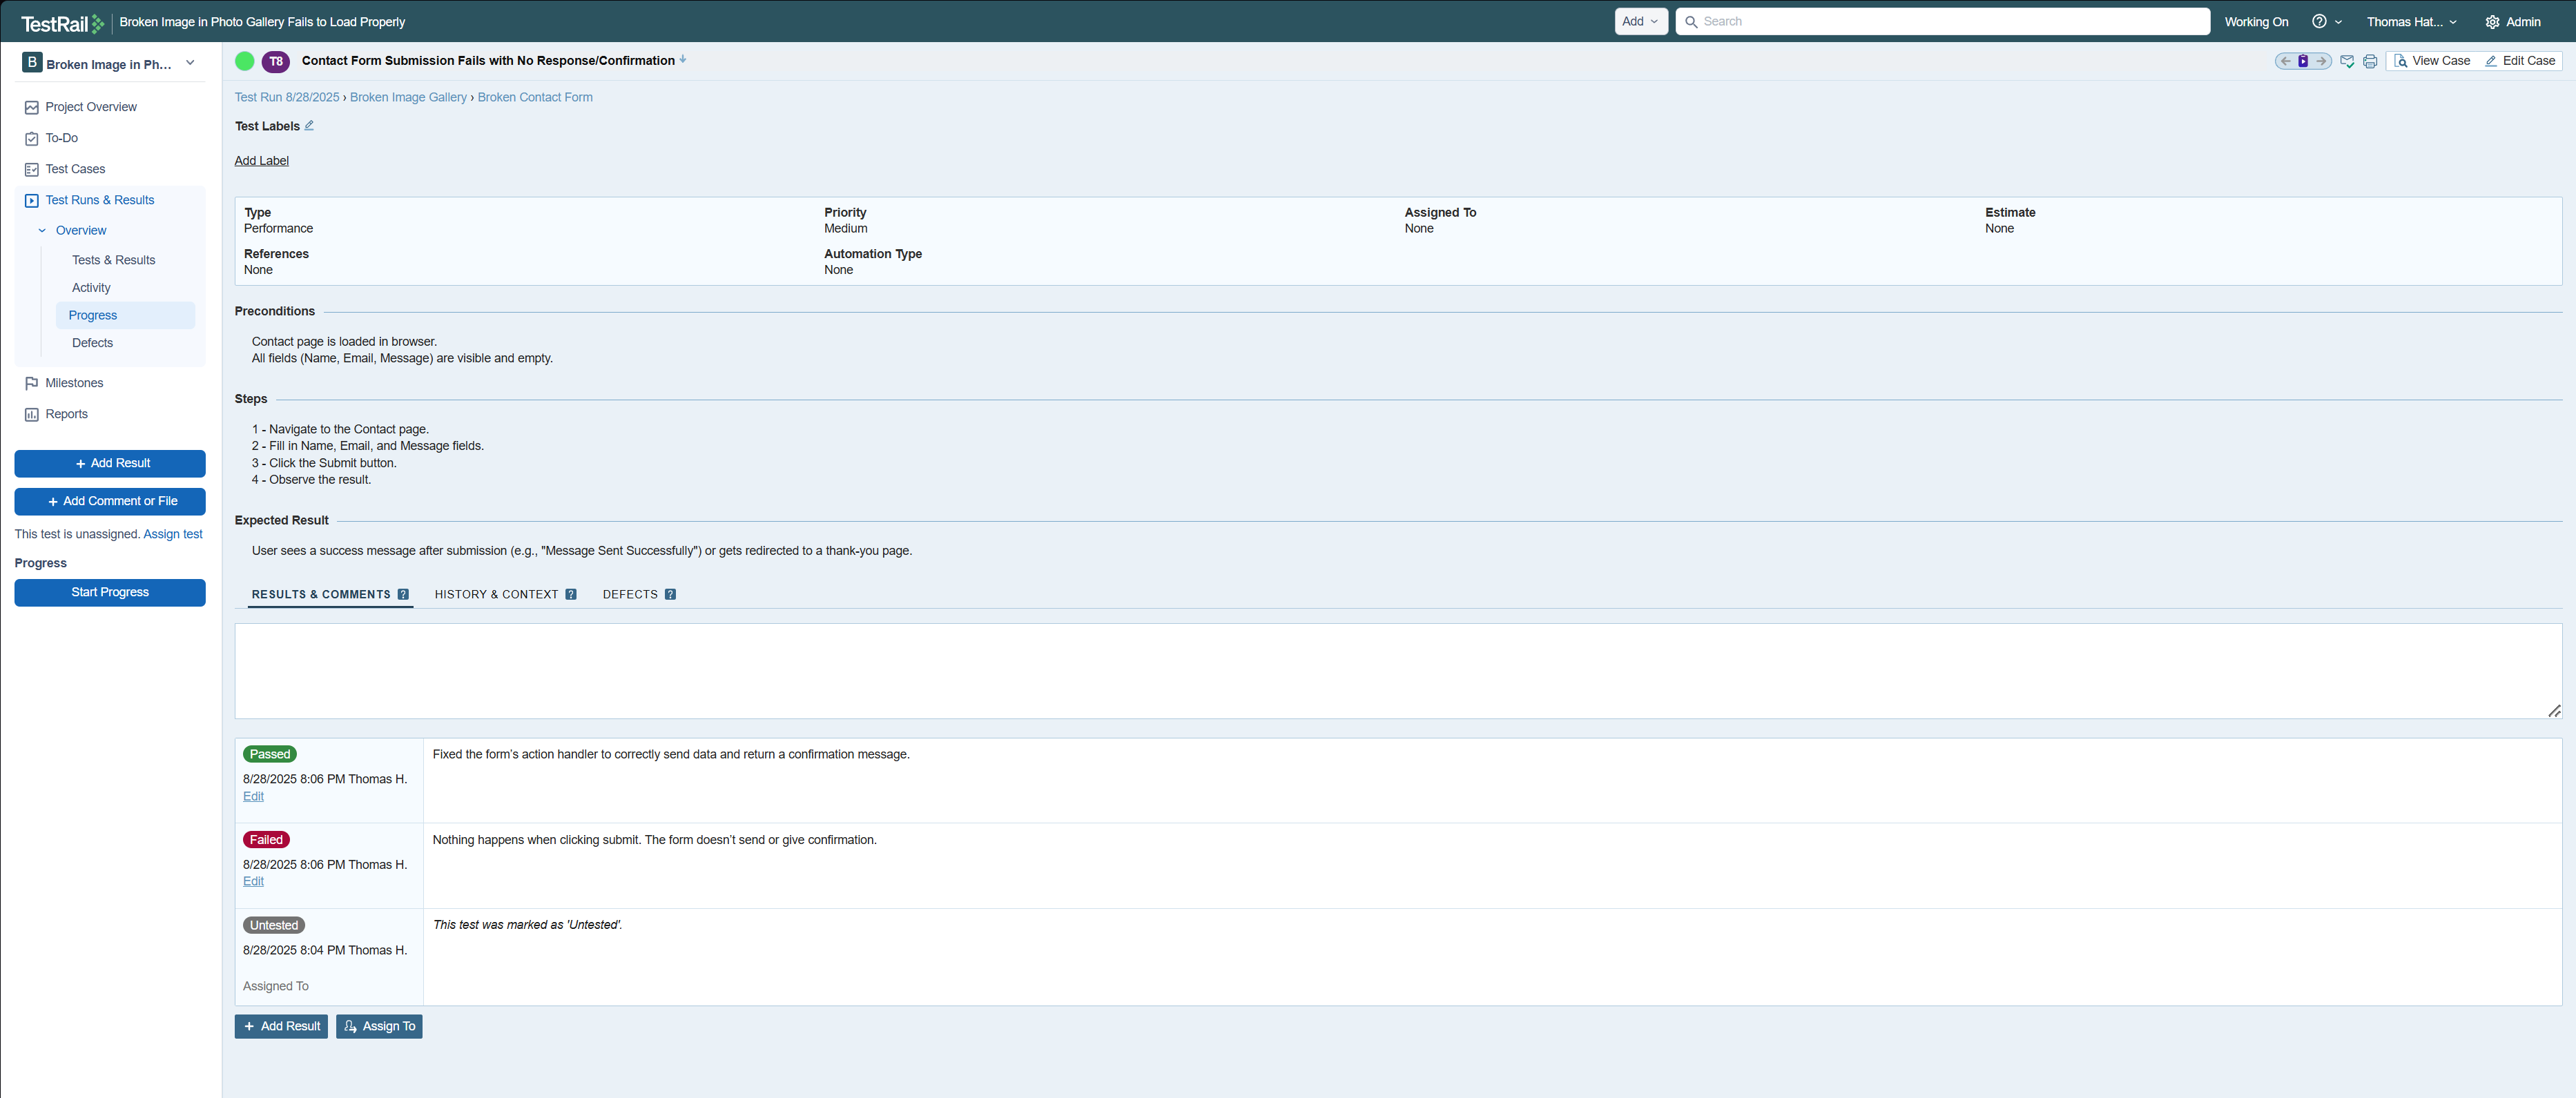 TestRail
Broken Image in Photo Gallery Fails to Load Properly
Add
Search
Working On
Thomas Hat...
Admin
B Broken Image in Ph...
Project Overview
To-Do
Test Cases
Test Runs & Results
Overview
Tests & Results
Activity
Progress
Defects
Milestones
Reports
+ Add Result
+ Add Comment or File
This test is unassigned. Assign test
Progress
Start Progress
T8 Contact Form Submission Fails with No Response/Confirmation
View Case
Edit Case
Test Run 8/28/2025 › Broken Image Gallery › Broken Contact Form
Test Labels
Add Label
Type
Performance
Priority
Medium
Assigned To
None
Estimate
None
References
None
Automation Type
None
Preconditions
Contact page is loaded in browser.
All fields (Name, Email, Message) are visible and empty.
Steps
1 - Navigate to the Contact page.
2 - Fill in Name, Email, and Message fields.
3 - Click the Submit button.
4 - Observe the result.
Expected Result
User sees a success message after submission (e.g., "Message Sent Successfully") or gets redirected to a thank-you page.
RESULTS & COMMENTS ?
HISTORY & CONTEXT ?
DEFECTS ?
Passed
8/28/2025 8:06 PM Thomas H.
Edit
Fixed the form’s action handler to correctly send data and return a confirmation message.
Failed
8/28/2025 8:06 PM Thomas H.
Edit
Nothing happens when clicking submit. The form doesn’t send or give confirmation.
Untested
8/28/2025 8:04 PM Thomas H.
Assigned To
This test was marked as 'Untested'.
+ Add Result
Assign To